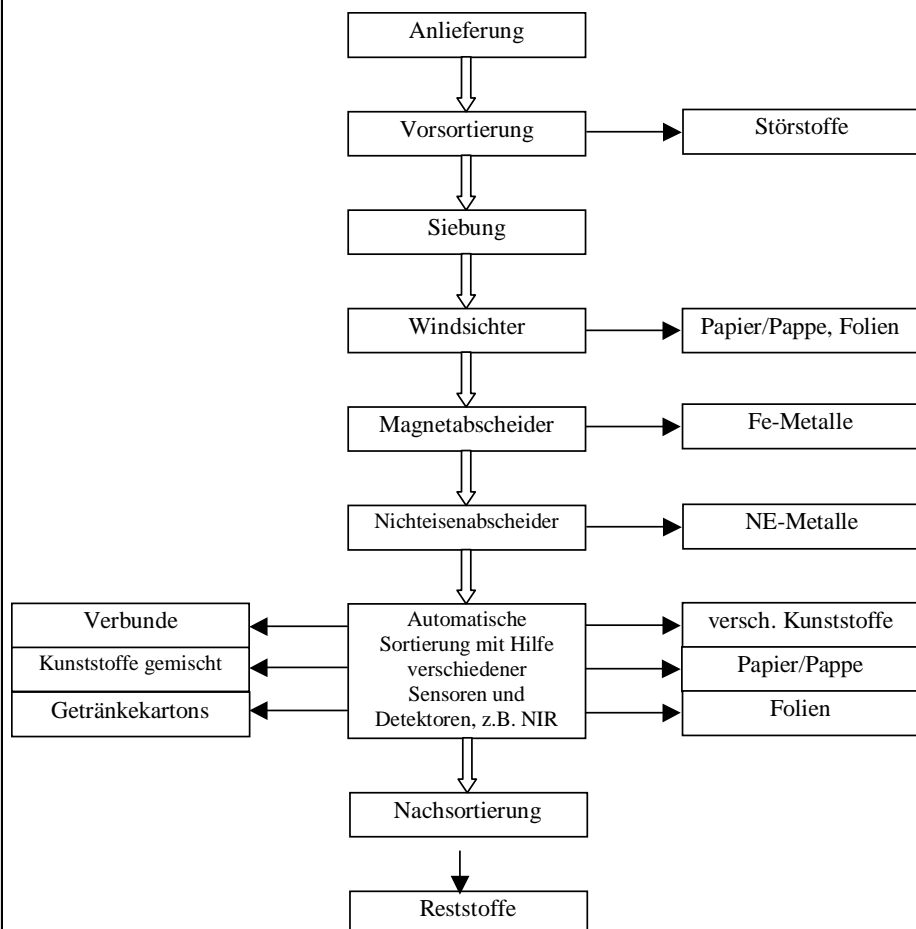 Anlieferung
Vorsortierung
Störstoffe
Siebung
Windsichter
Papier/Pappe, Folien
Magnetabscheider
Fe-Metalle
Nichteisenabscheider
NE-Metalle
Verbunde
Kunststoffe gemischt
Getränkekartons
Automatische
Sortierung mit Hilfe
verschiedener
Sensoren und
Detektoren, z.B. NIR
versch. Kunststoffe
Papier/Pappe
Folien
Nachsortierung
Reststoffe